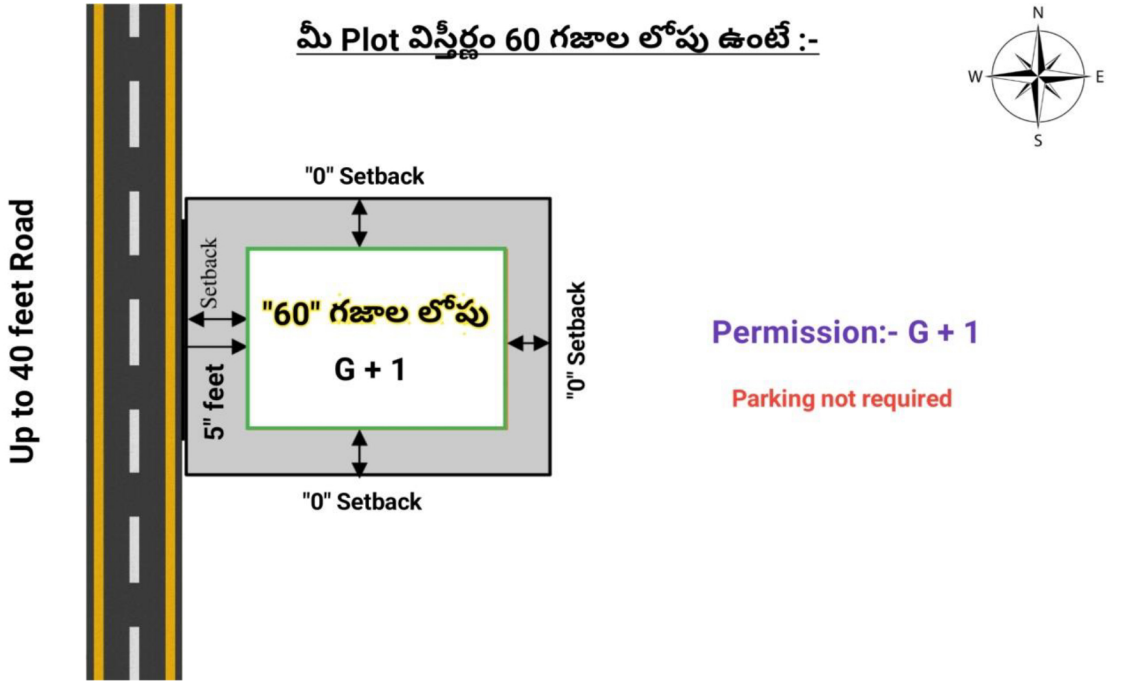 మీ Plot విస్తీర్ణం 60 గజాల లోపు ఉంటే :-
N
W
E
S
"0" Setback
Up to 40 feet Road
Setback
5" feet
"60" గజాల లోపు
G + 1
"0" Setback
"0" Setback
Permission:- G + 1
Parking not required